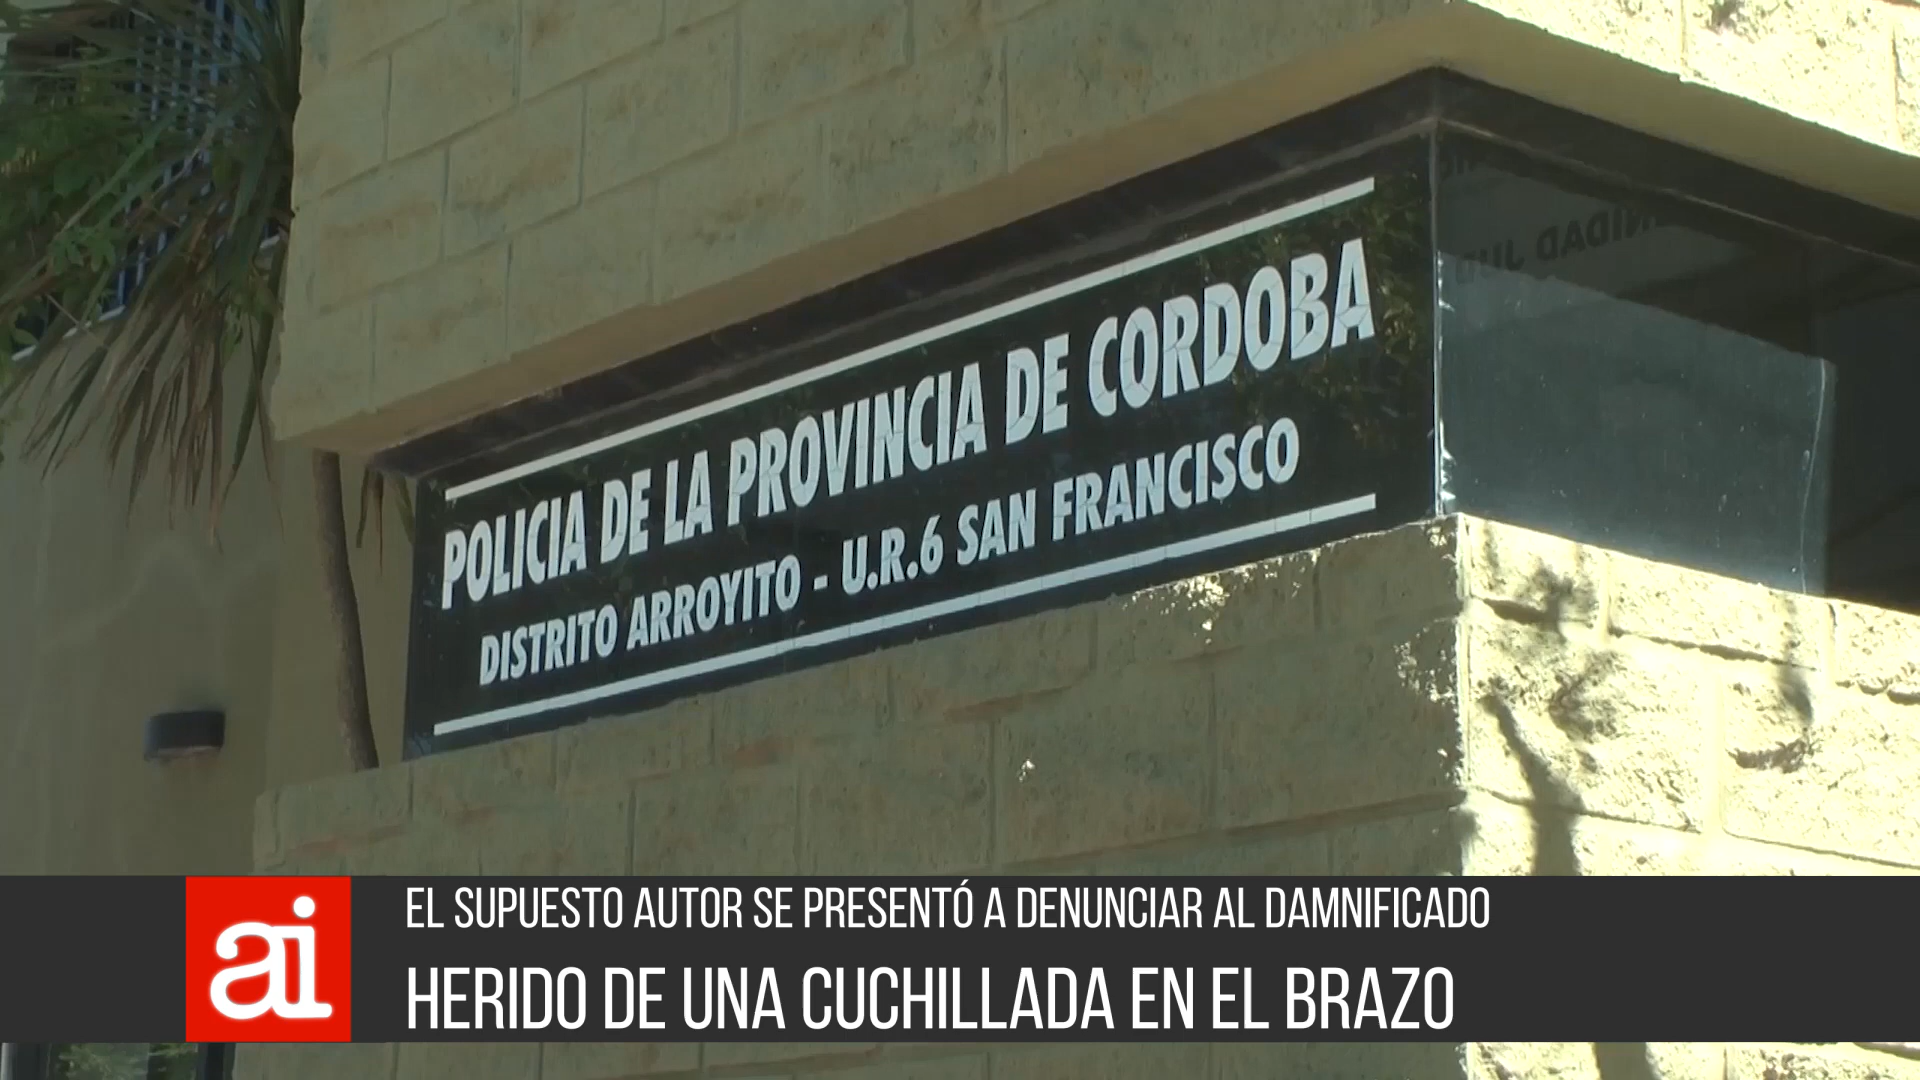 POLICIA DE LA PROVINCIA DE CORDOBA
DISTRITO ARROYITO - U.R.6 SAN FRANCISCO
ai
EL SUPUESTO AUTOR SE PRESENTÓ A DENUNCIAR AL DAMNIFICADO
HERIDO DE UNA CUCHILLADA EN EL BRAZO